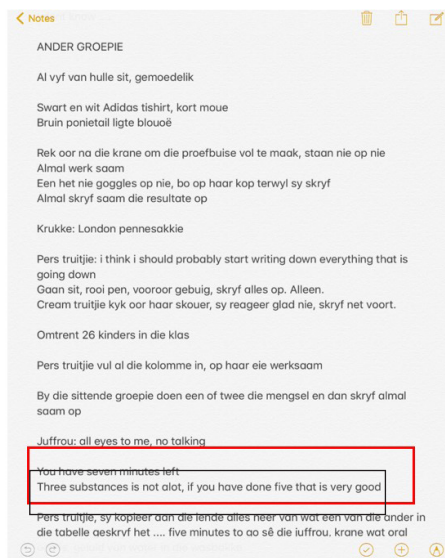 Notes
ANDER GROEPIE
Al vyf van hulle sit, gemoedelik
Swart en wit Adidas tishirt, kort moue
Bruin ponietail ligte blouoë
Rek oor na die krane om die proefbuise vol te maak, staan nie op nie
Almal werk saam
Een het nie goggles op nie, bo op haar kop terwyl sy skryf
Almal skryf saam die resultate op
Krukke: London pennesakkie
Pers truitjie: i think i should probably start writing down everything that is
going down
Gaan sit, rooi pen, vooroor gebuig, skryf alles op. Alleen.
Cream truitjie kyk oor haar skouer, sy reageer glad nie, skryf net voort.
Omtrent 26 kinders in die klas
Pers truitjie vul al die kolomme in, op haar eie werksaam
By die sittende groepie doen een of twee die mengsel en dan skryf almal
saam op
Juffrou: all eyes to me, no talking
You have seven minutes left
Three substances is not alot, if you have done five that is very good
Pers truitjie, sy kopieer aan die lende alles neer van wat een van die ander in
die tabelle aeskrvf het .... five minutes to ao sê die iuffrou. krane wat oral